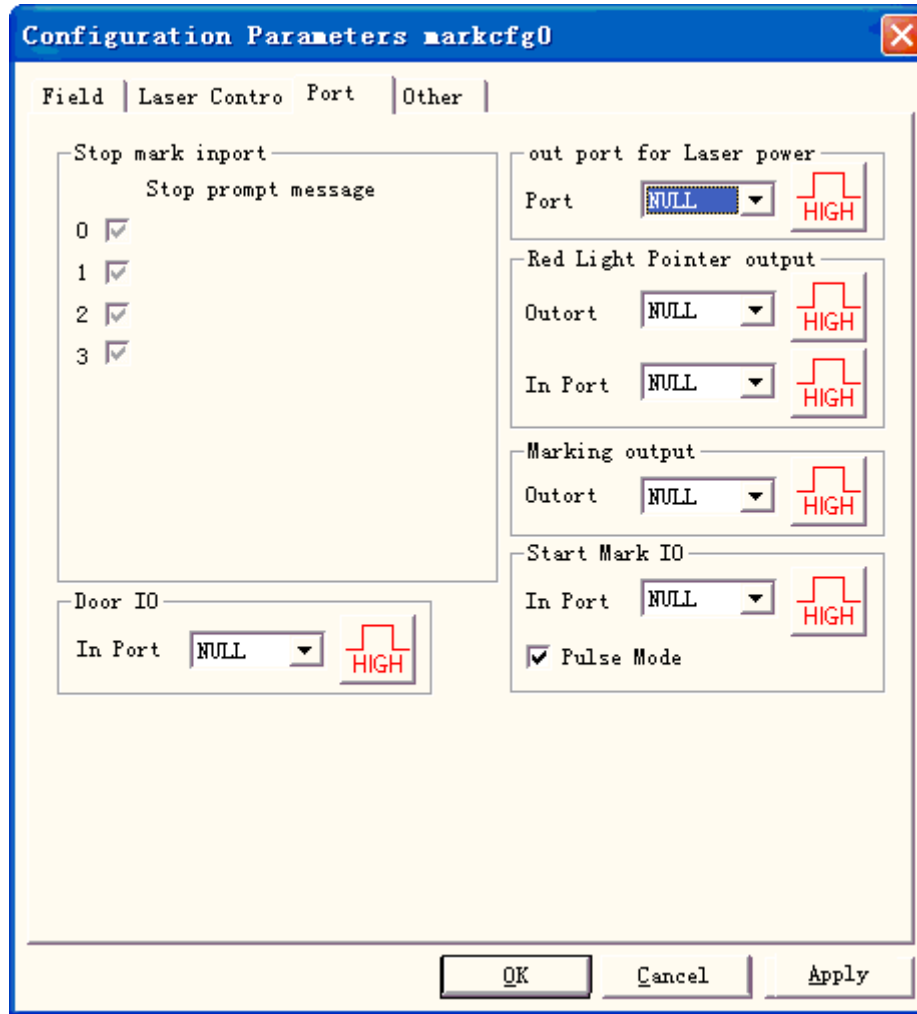 Configuration Parameters markcfg0
Field Laser Contro Port Other
Stop mark inport
Stop prompt message
0
1
2
3
Door IO
In Port NULL HIGH
out port for Laser power
Port NULL HIGH
Red Light Pointer output
Outort NULL HIGH
In Port NULL HIGH
Marking output
Outort NULL HIGH
Start Mark IO
In Port NULL HIGH
Pulse Mode
OK Cancel Apply